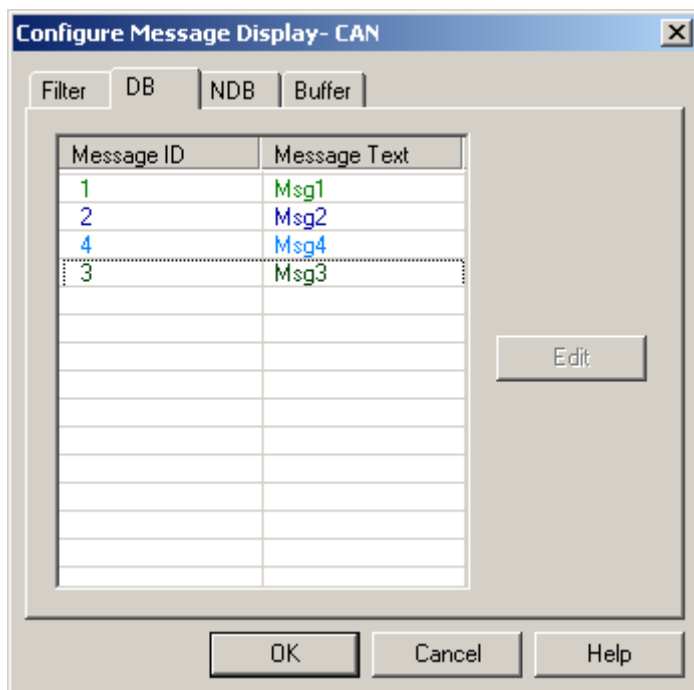 Configure Message Display- CAN
Filter DB NDB Buffer
Message ID Message Text
1 Msg1
2 Msg2
4 Msg4
3 Msg3
Edit
OK Cancel Help